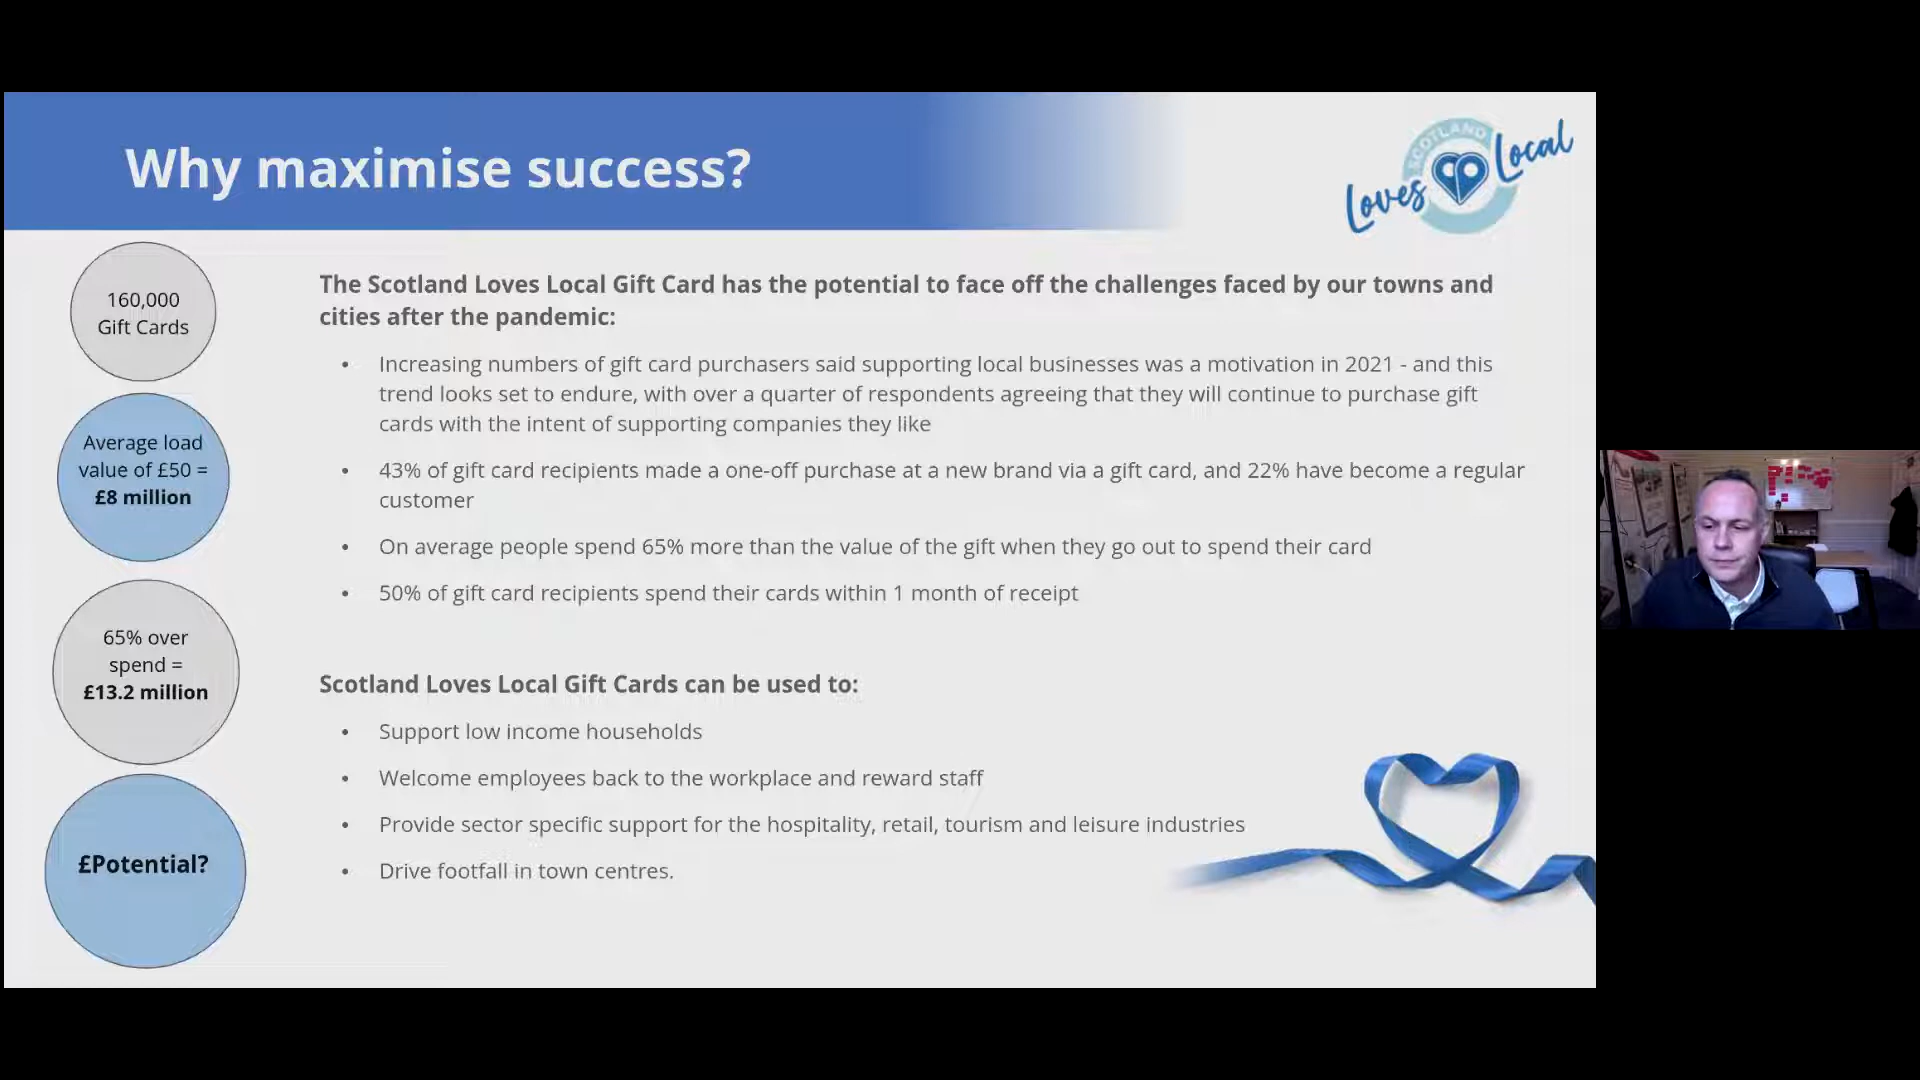 Why maximise success?
SCOTLAND
Loves Local
160,000
Gift Cards
Average load
value of £50 =
£8 million
65% over
spend =
£13.2 million
£Potential?
The Scotland Loves Local Gift Card has the potential to face off the challenges faced by our towns and
cities after the pandemic:
• Increasing numbers of gift card purchasers said supporting local businesses was a motivation in 2021 - and this
trend looks set to endure, with over a quarter of respondents agreeing that they will continue to purchase gift
cards with the intent of supporting companies they like
• 43% of gift card recipients made a one-off purchase at a new brand via a gift card, and 22% have become a regular
customer
• On average people spend 65% more than the value of the gift when they go out to spend their card
• 50% of gift card recipients spend their cards within 1 month of receipt
Scotland Loves Local Gift Cards can be used to:
• Support low income households
• Welcome employees back to the workplace and reward staff
• Provide sector specific support for the hospitality, retail, tourism and leisure industries
• Drive footfall in town centres.